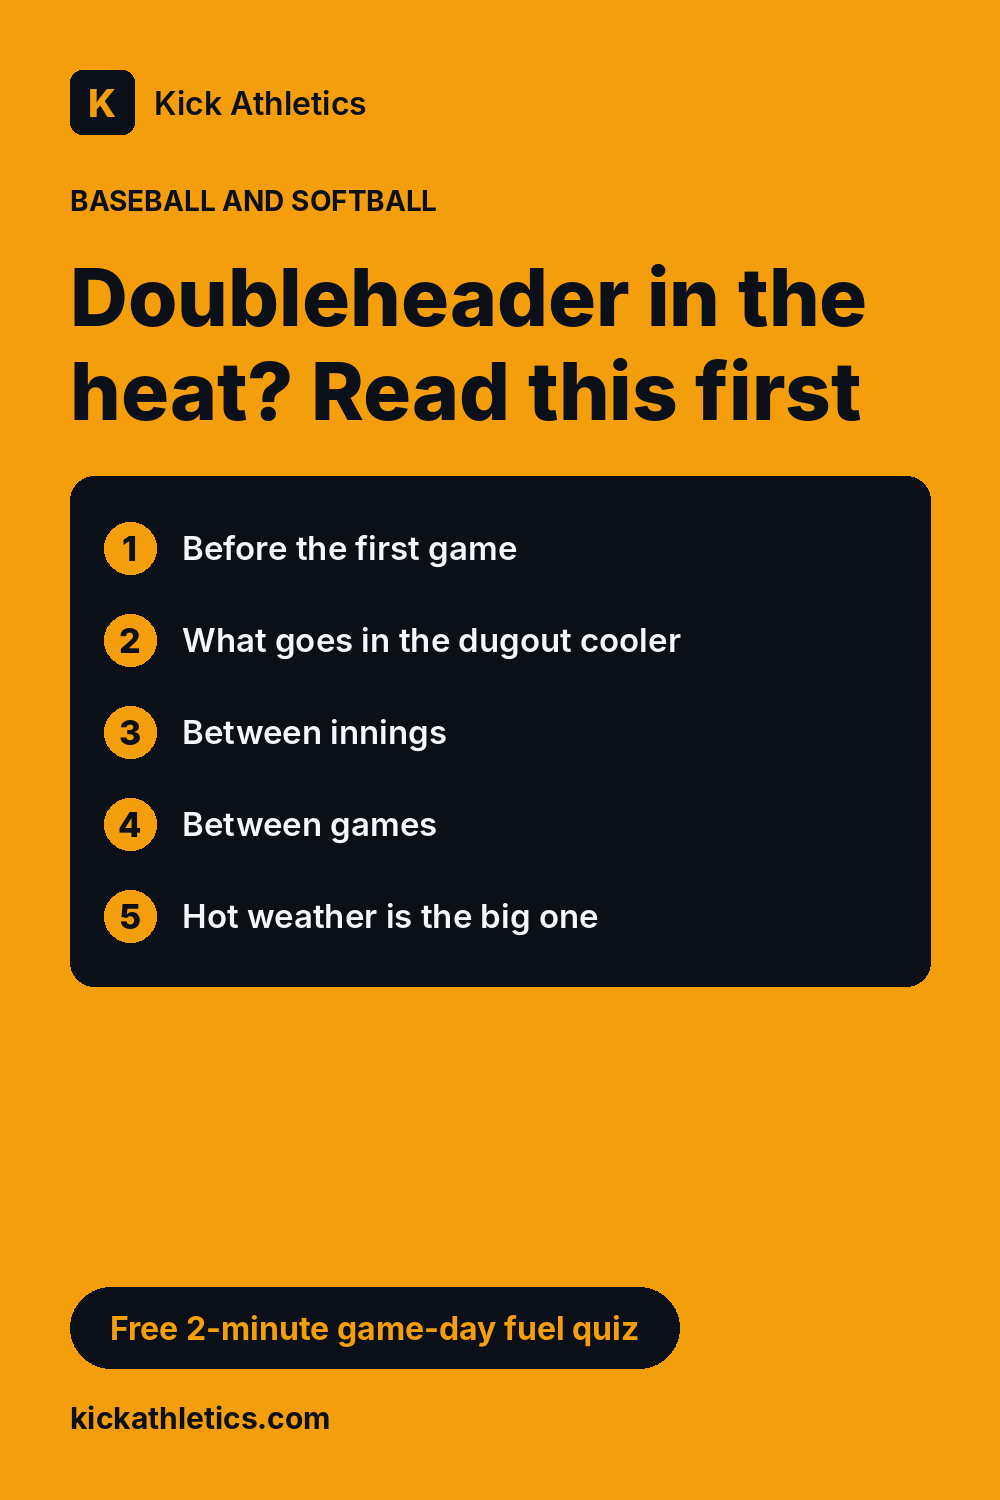 K
Kick Athletics
BASEBALL AND SOFTBALL
Doubleheader in the
heat? Read this first
1 Before the first game
2 What goes in the dugout cooler
3 Between innings
4 Between games
5 Hot weather is the big one
Free 2-minute game-day fuel quiz
kickathletics.com